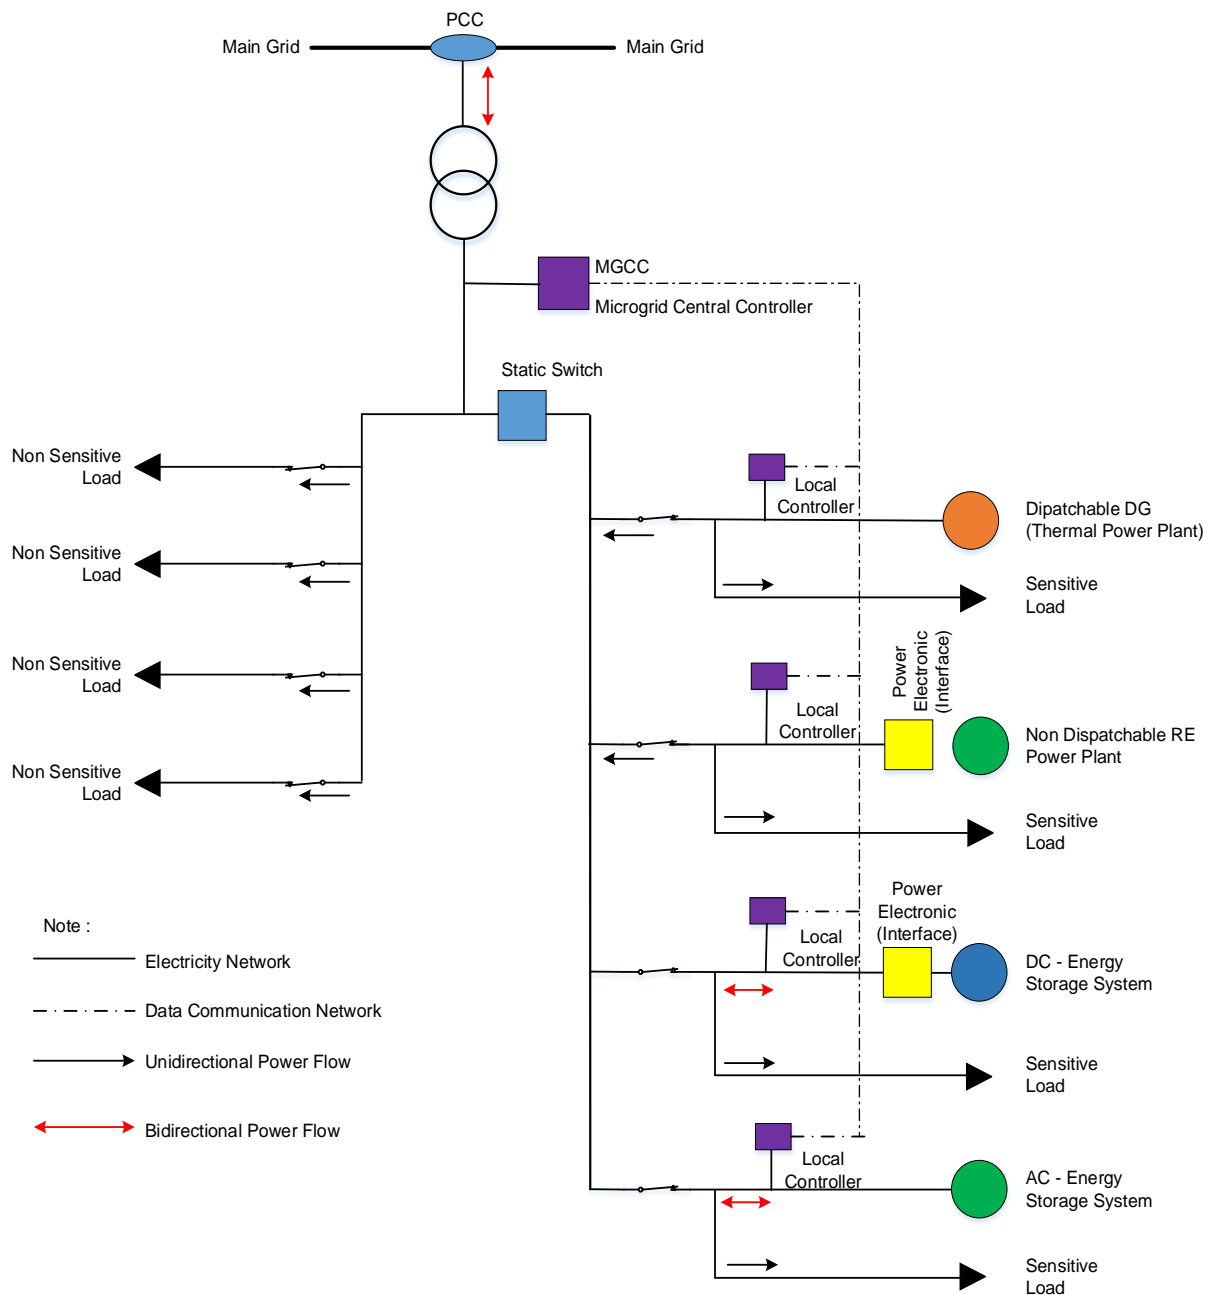 PCC
Main Grid
Main Grid
MGCC
Microgrid Central Controller
Static Switch
Non Sensitive
Load
Non Sensitive
Load
Non Sensitive
Load
Non Sensitive
Load
Local
Controller
Dipatchable DG
(Thermal Power Plant)
Sensitive
Load
Power
Electronic
(Interface)
Local
Controller
Non Dispatchable RE
Power Plant
Sensitive
Load
Power
Electronic
(Interface)
Local
Controller
DC - Energy
Storage System
Sensitive
Load
Local
Controller
AC - Energy
Storage System
Sensitive
Load
Note :
Electricity Network
Data Communication Network
Unidirectional Power Flow
Bidirectional Power Flow